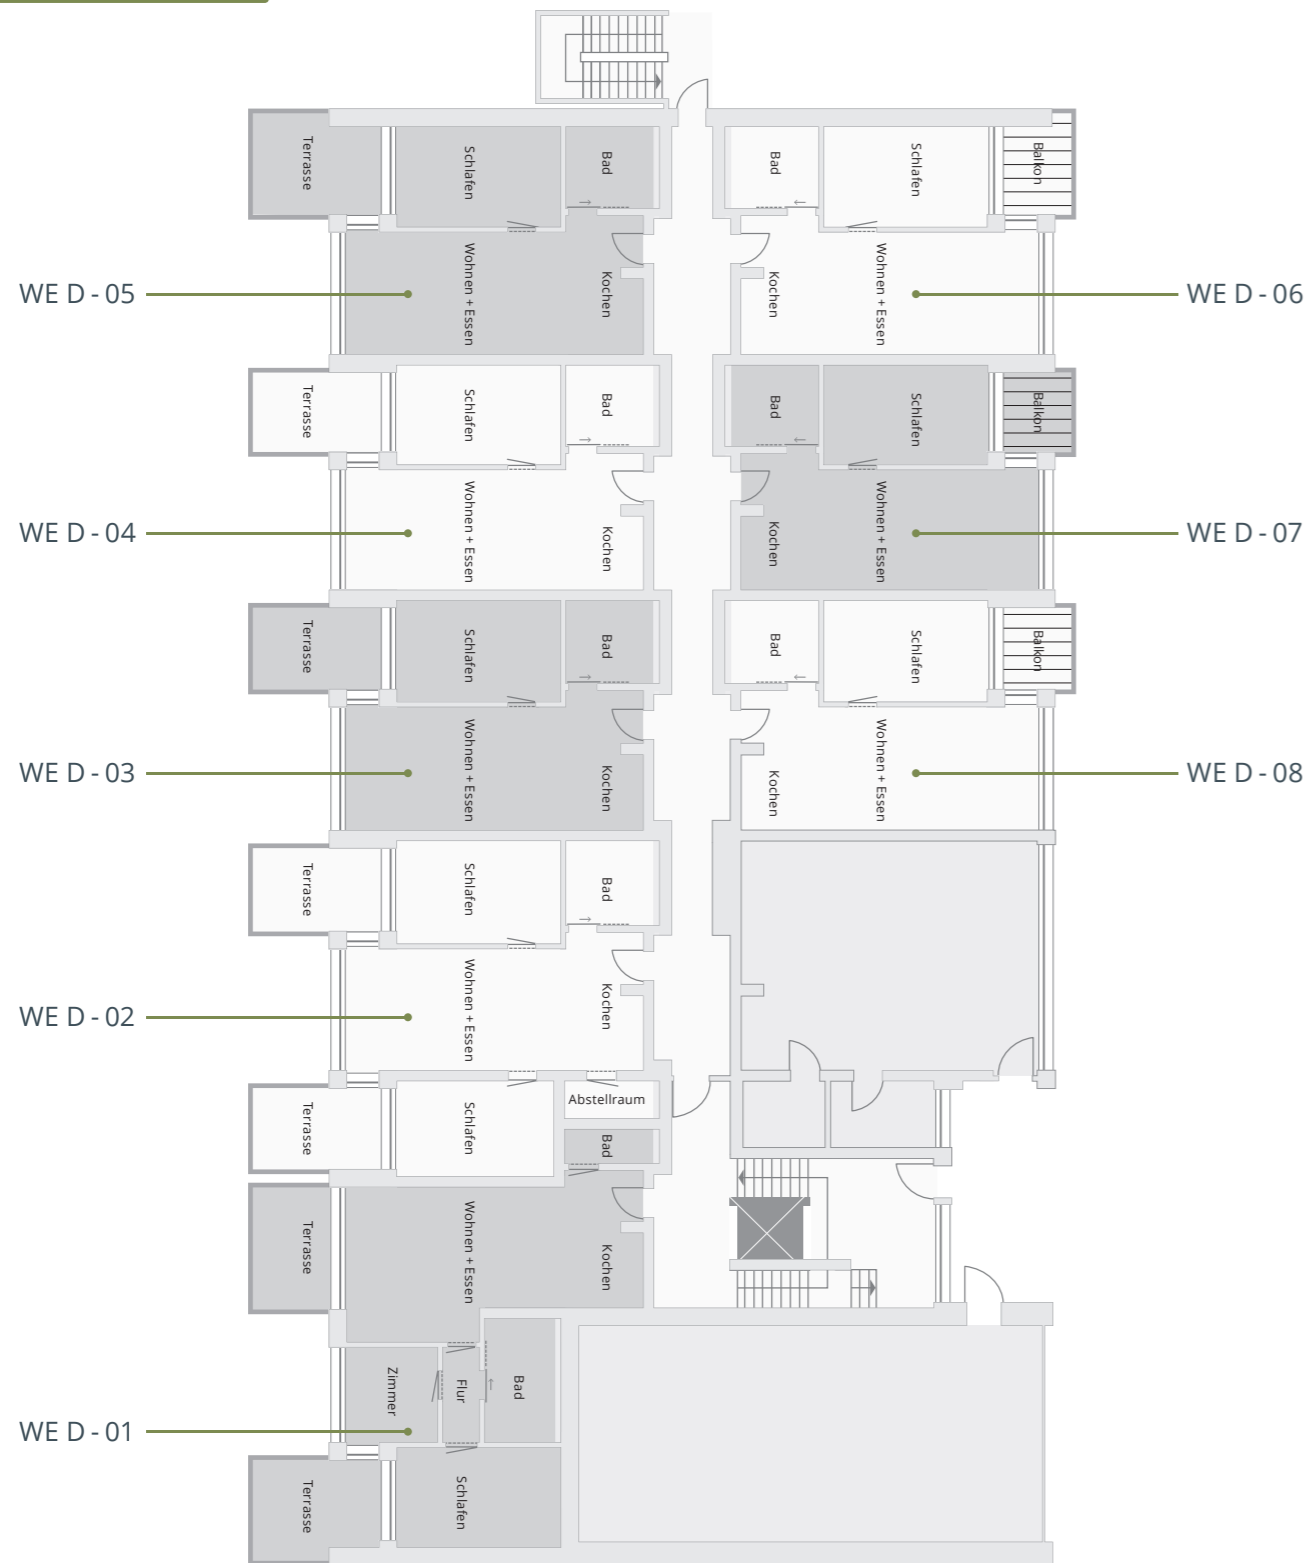 Terrasse
Schlafen
Bad
Bad
Schlafen
Balkon
WE D - 05
Wohnen + Essen
Kochen
Kochen
Wohnen + Essen
WE D - 06
Terrasse
Schlafen
Bad
Bad
Schlafen
Balkon
WE D - 04
Wohnen + Essen
Kochen
Kochen
Wohnen + Essen
WE D - 07
Terrasse
Schlafen
Bad
Bad
Schlafen
Balkon
WE D - 03
Wohnen + Essen
Kochen
Kochen
Wohnen + Essen
WE D - 08
Terrasse
Schlafen
Bad
WE D - 02
Wohnen + Essen
Kochen
Terrasse
Schlafen
Abstellraum
Bad
Terrasse
Wohnen + Essen
Kochen
WE D - 01
Zimmer
Flur
Bad
Terrasse
Schlafen